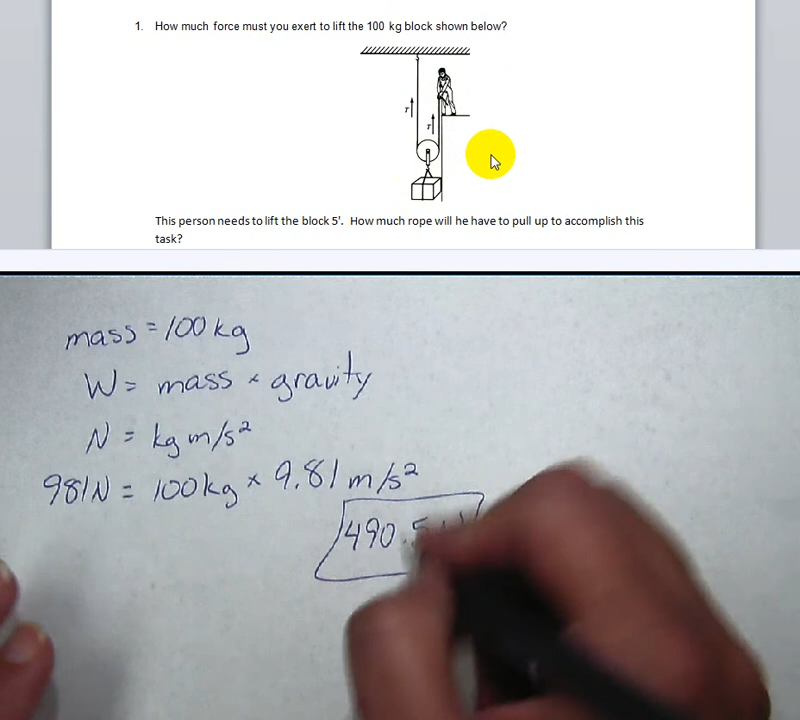 1. How much force must you exert to lift the 100 kg block shown below?
T
T
This person needs to lift the block 5'. How much rope will he have to pull up to accomplish this
task?
mass = 100 kg
W = mass × gravity
N = kg m/s²
981N = 100kg × 9.81 m/s²
490.5